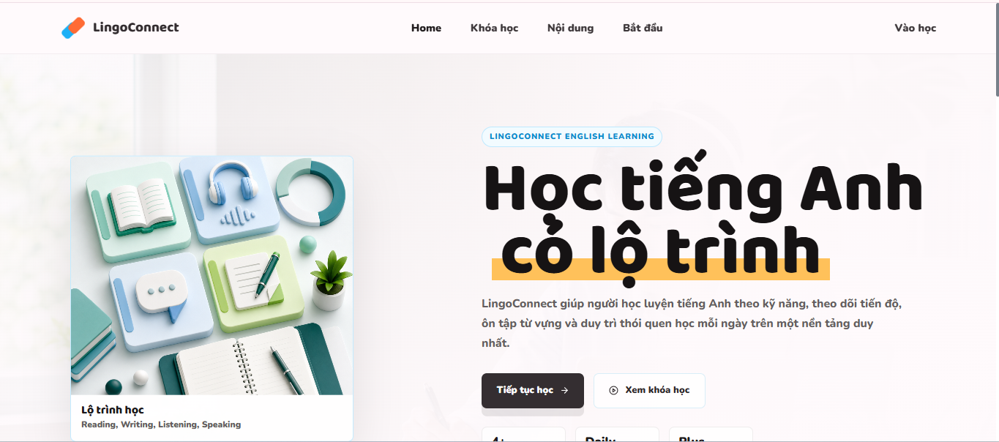 LingoConnect
Home
Khóa học
Nội dung
Bắt đầu
Vào học
LINGOCONNECT ENGLISH LEARNING
Học tiếng Anh
có lộ trình
LingoConnect giúp người học luyện tiếng Anh theo kỹ năng, theo dõi tiến độ,
ôn tập từ vựng và duy trì thói quen học mỗi ngày trên một nền tảng duy
nhất.
Tiếp tục học
Xem khóa học
Lộ trình học
Reading, Writing, Listening, Speaking
4+
Daily
Plus